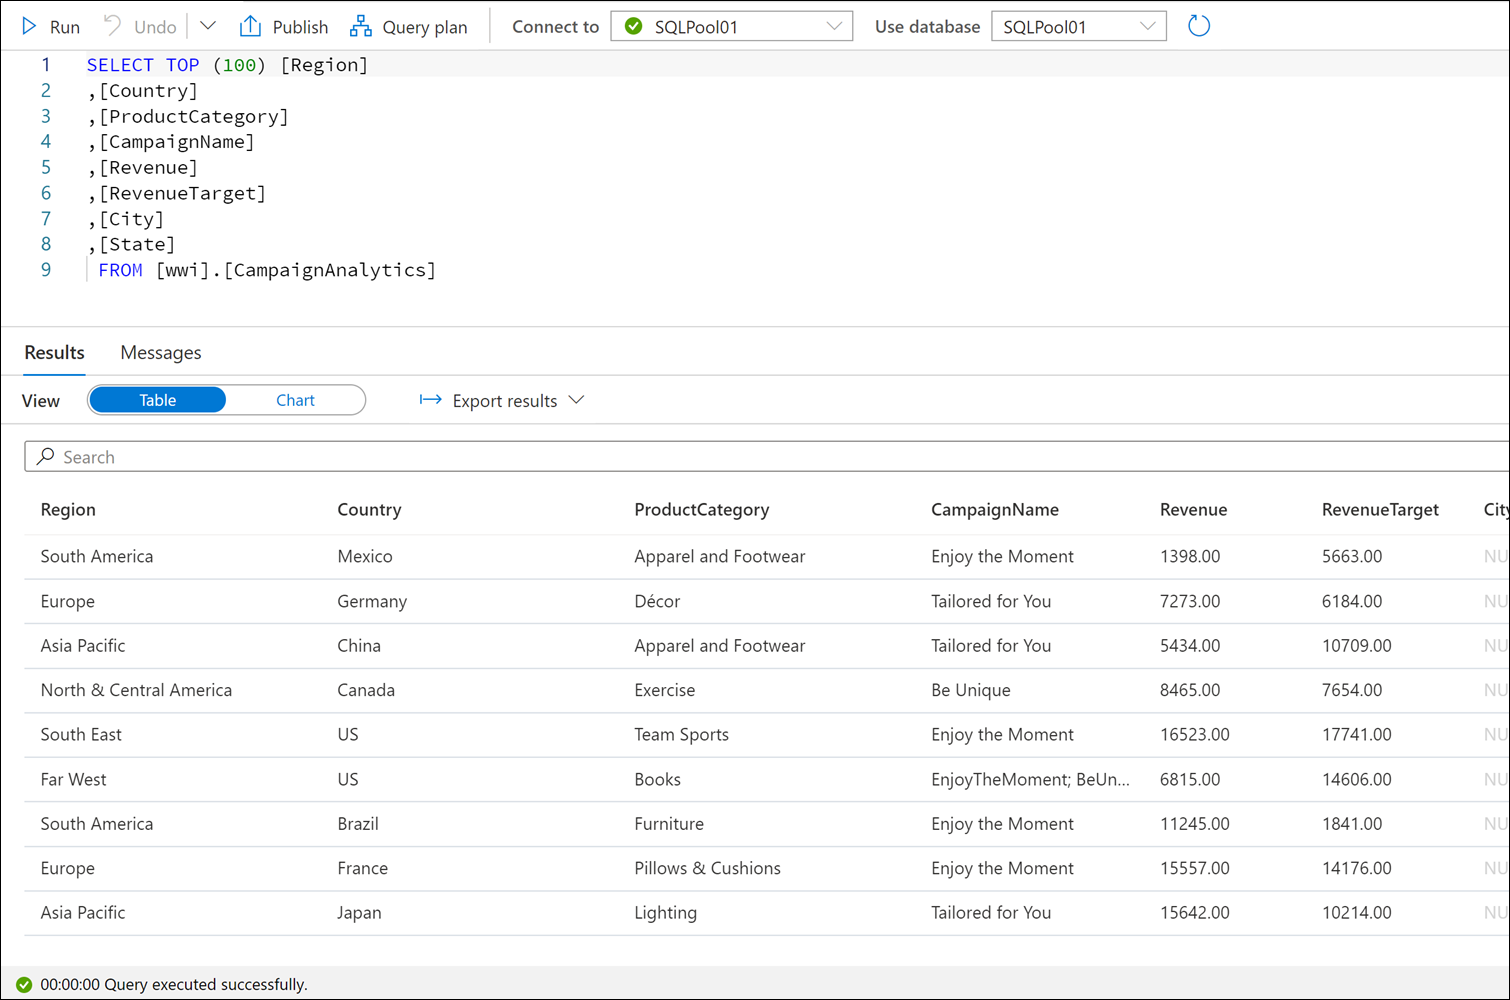 Run Undo Publish Query plan Connect to SQLPool01 Use database SQLPool01
1 SELECT TOP (100) [Region]
2 ,[Country]
3 ,[ProductCategory]
4 ,[CampaignName]
5 ,[Revenue]
6 ,[RevenueTarget]
7 ,[City]
8 ,[State]
9 FROM [wwi].[CampaignAnalytics]
Results Messages
View Table Chart Export results
Search
Region Country ProductCategory CampaignName Revenue RevenueTarget City
South America Mexico Apparel and Footwear Enjoy the Moment 1398.00 5663.00 NU
Europe Germany Décor Tailored for You 7273.00 6184.00 NU
Asia Pacific China Apparel and Footwear Tailored for You 5434.00 10709.00 NU
North & Central America Canada Exercise Be Unique 8465.00 7654.00 NU
South East US Team Sports Enjoy the Moment 16523.00 17741.00 NU
Far West US Books EnjoyTheMoment; BeUn... 6815.00 14606.00 NU
South America Brazil Furniture Enjoy the Moment 11245.00 1841.00 NU
Europe France Pillows & Cushions Enjoy the Moment 15557.00 14176.00 NU
Asia Pacific Japan Lighting Tailored for You 15642.00 10214.00 NU
00:00:00 Query executed successfully.